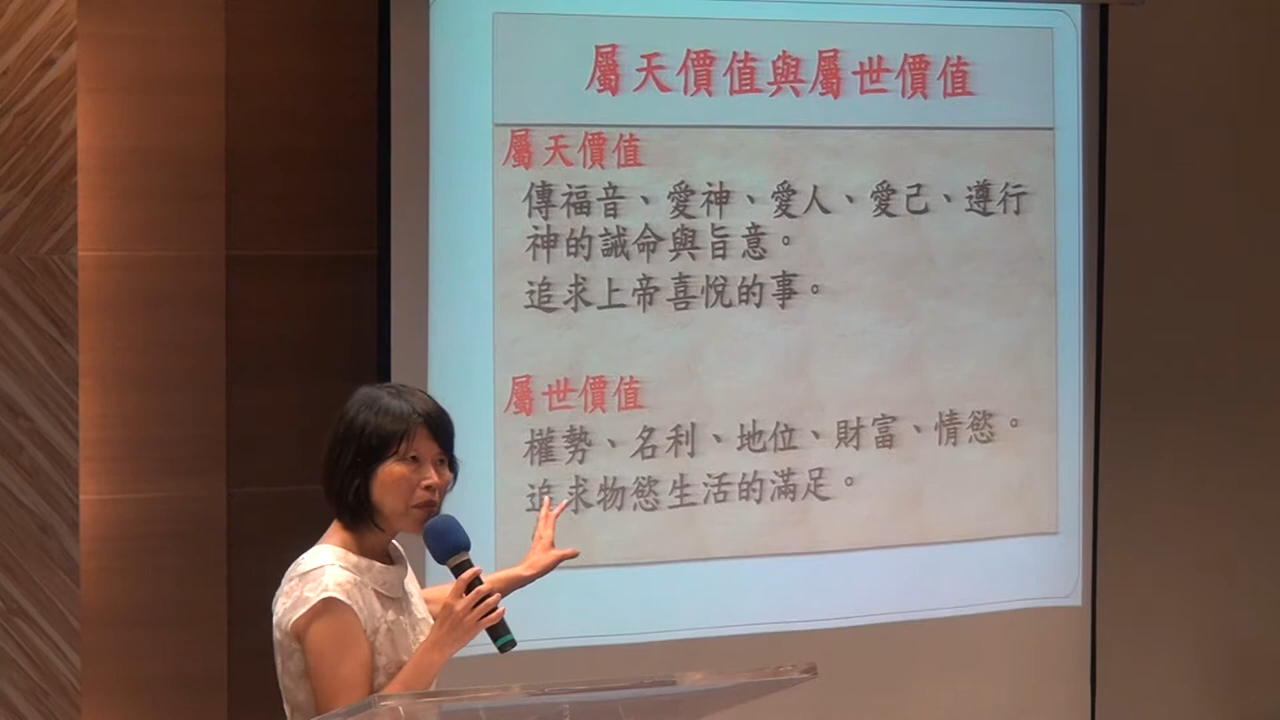 屬天價值與屬世價值
屬天價值
傳福音、愛神、愛人、愛己、遵行
神的誡命與旨意。
追求上帝喜悅的事。
屬世價值
權勢、名利、地位、財富、情慾。
追求物慾生活的滿足。